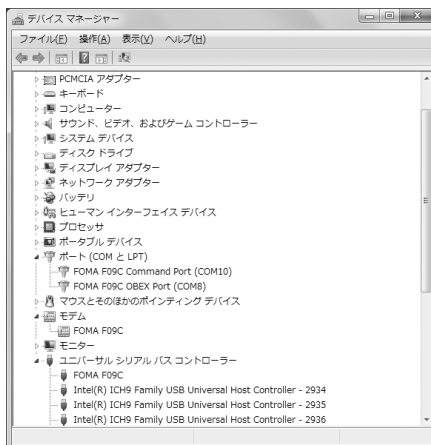 デバイス マネージャー
ファイル(F) 操作(A) 表示(V) ヘルプ(H)
PCMCIA アダプター
キーボード
コンピューター
サウンド、ビデオ、およびゲーム コントローラー
システム デバイス
ディスク ドライブ
ディスプレイ アダプター
ネットワーク アダプター
バッテリ
ヒューマン インターフェイス デバイス
プロセッサ
ポータブル デバイス
ポート (COM と LPT)
FOMA F09C Command Port (COM10)
FOMA F09C OBEX Port (COM8)
マウスとそのほかのポインティング デバイス
モデム
FOMA F09C
モニター
ユニバーサル シリアル バス コントローラー
FOMA F09C
Intel(R) ICH9 Family USB Universal Host Controller - 2934
Intel(R) ICH9 Family USB Universal Host Controller - 2935
Intel(R) ICH9 Family USB Universal Host Controller - 2936